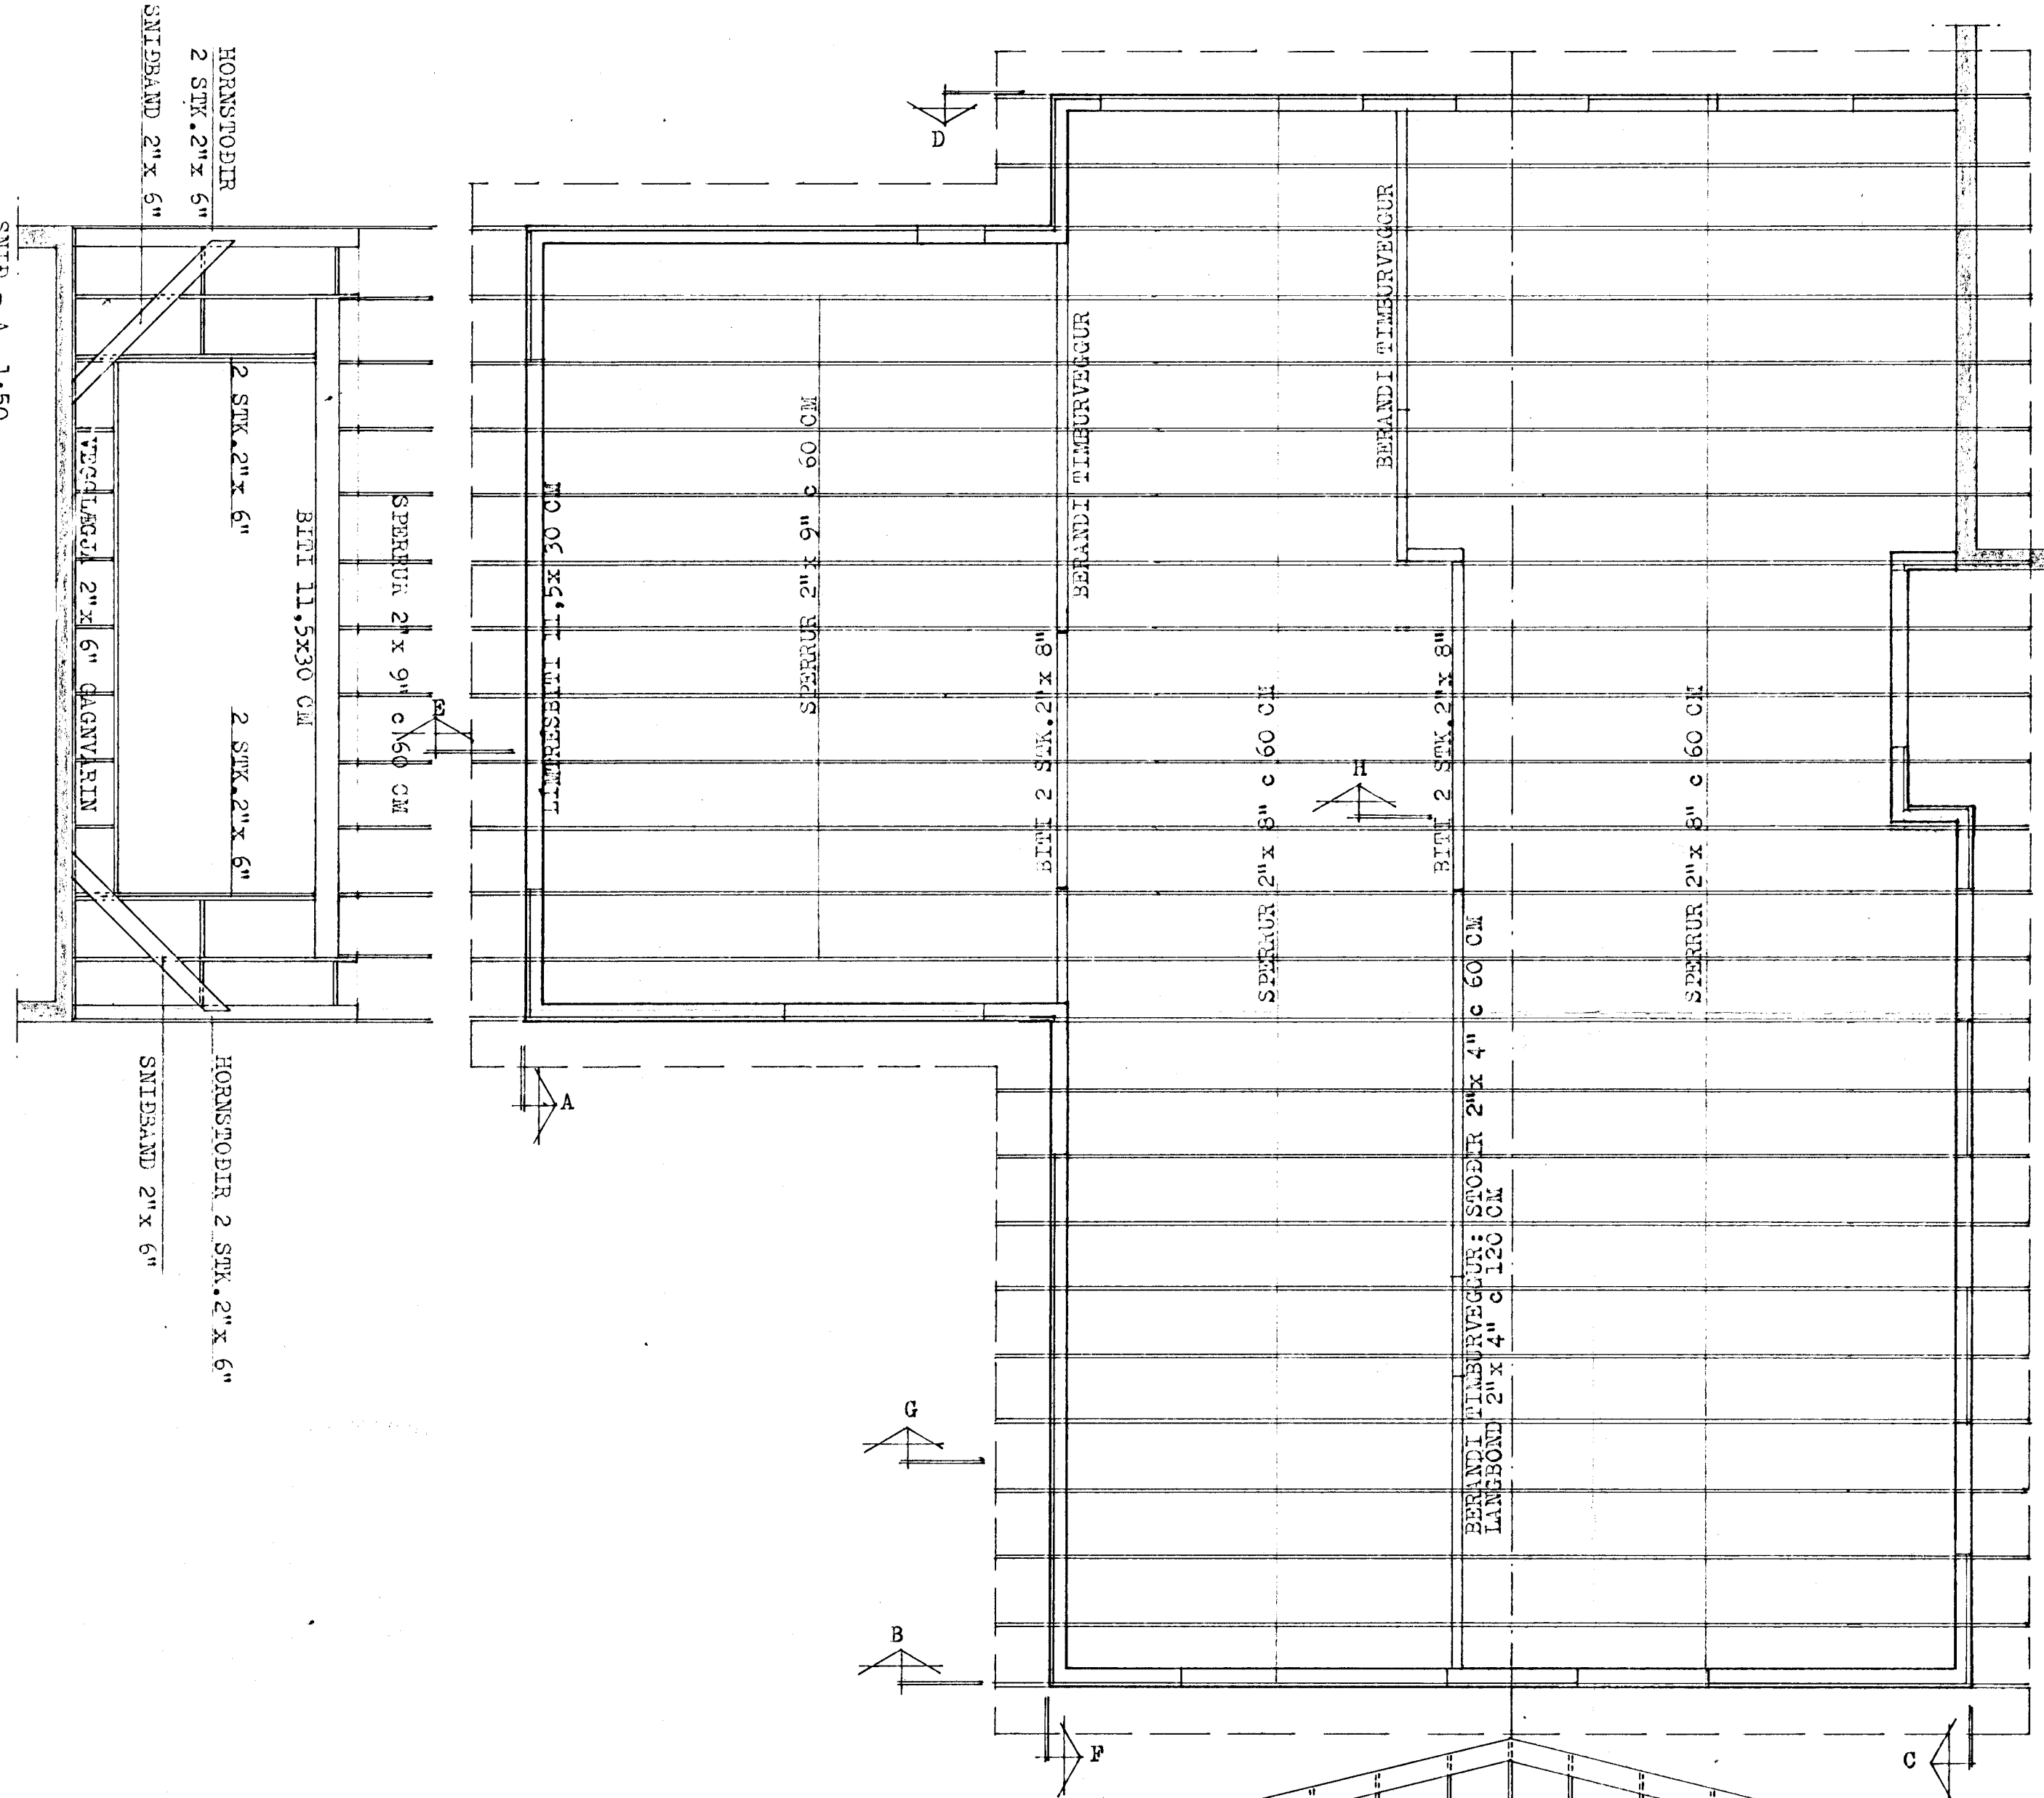 HORNSTOÐIR
2 STK.2"x 6"
SNIÐBAND 2"x 6"
2 STK.2"x 6"
2 STK.2"x 6"
BITI 11,5x30 CM
SPERRUR 2"x 9" c 60 CM
VEGGLÆGJA 2"x 6" GAGNVARIN
HORNSTOÐIR 2 STK.2"x 6"
SNIÐBAND 2"x 6"
SNIÐ - A 1:50
LÍMTRESBITI 11,5x 30 CM
SPERRUR 2"x 9" c 60 CM
BERANDI TIMBURVEGGUR
BITI 2 STK.2"x 8"
SPERRUR 2"x 8" c 60 CM
BERANDI TIMBURVEGGUR
BITI 2 STK.2"x 8"
BERANDI TIMBURVEGGUR: STOÐIR 2"x 4" c 60 CM
LANGBOND 2"x 4" c 120 CM
SPERRUR 2"x 8" c 60 CM
D
E
H
A
G
B
F
C